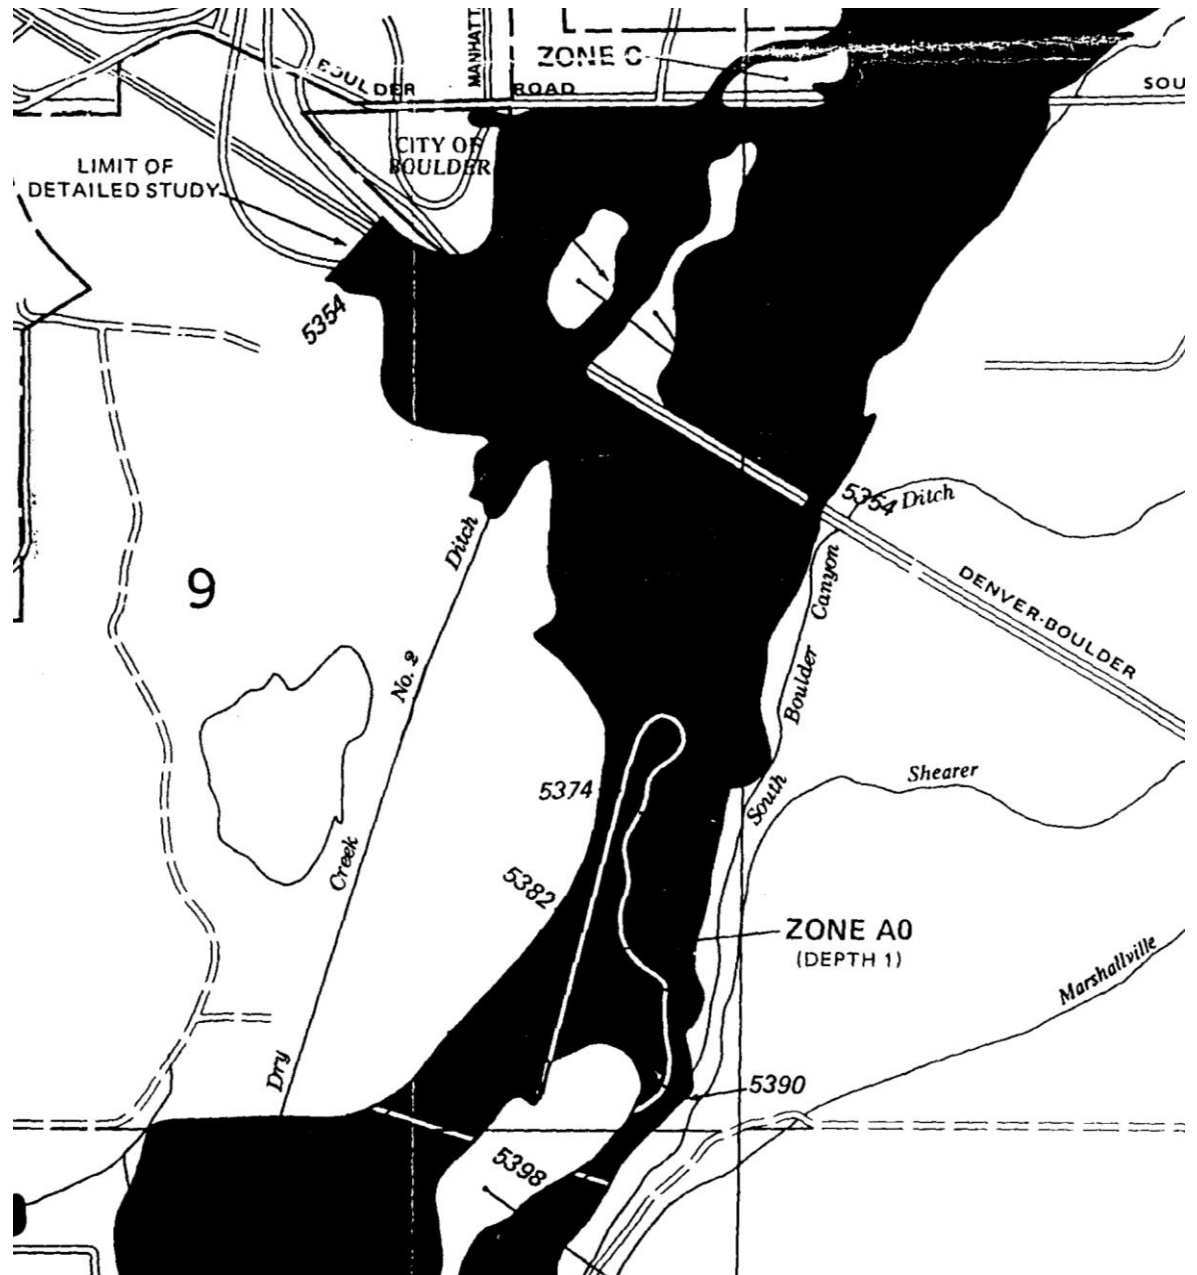 MANHATT
ZONE C
BOULDER ROAD
SOU
CITY OF
BOULDER
LIMIT OF
DETAILED STUDY
5354
5354
Ditch
DENVER-BOULDER
9
Dry Creek No. 2 Ditch
South Boulder Canyon
5374
Shearer
5382
ZONE A0
(DEPTH 1)
Marshallville
5390
5398